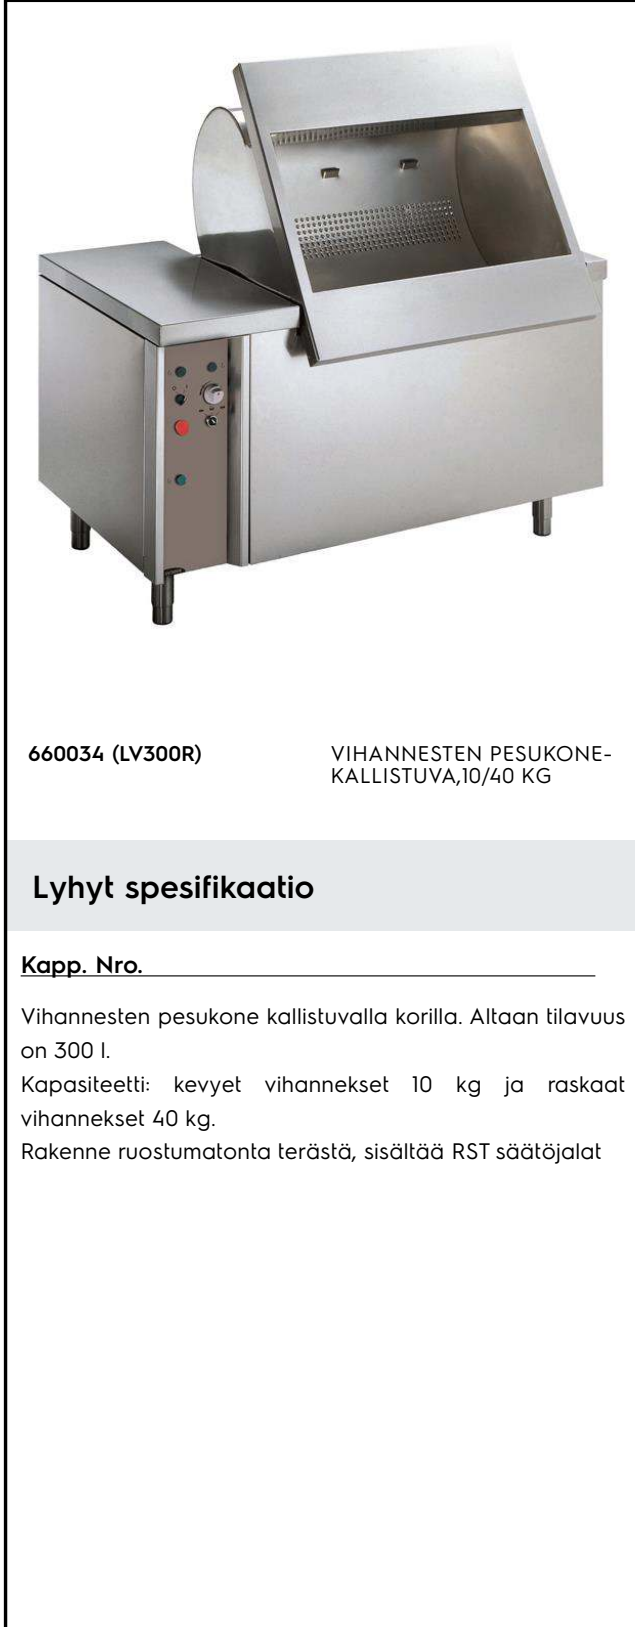 660034 (LV300R)
VIHANNESTEN PESUKONE-
KALLISTUVA,10/40 KG
Lyhyt spesifikaatio
Kapp. Nro.
Vihannesten pesukone kallistuvalla korilla. Altaan tilavuus
on 300 l.
Kapasiteetti: kevyet vihannekset 10 kg ja raskaat
vihannekset 40 kg.
Rakenne ruostumatonta terästä, sisältää RST säätöjalat